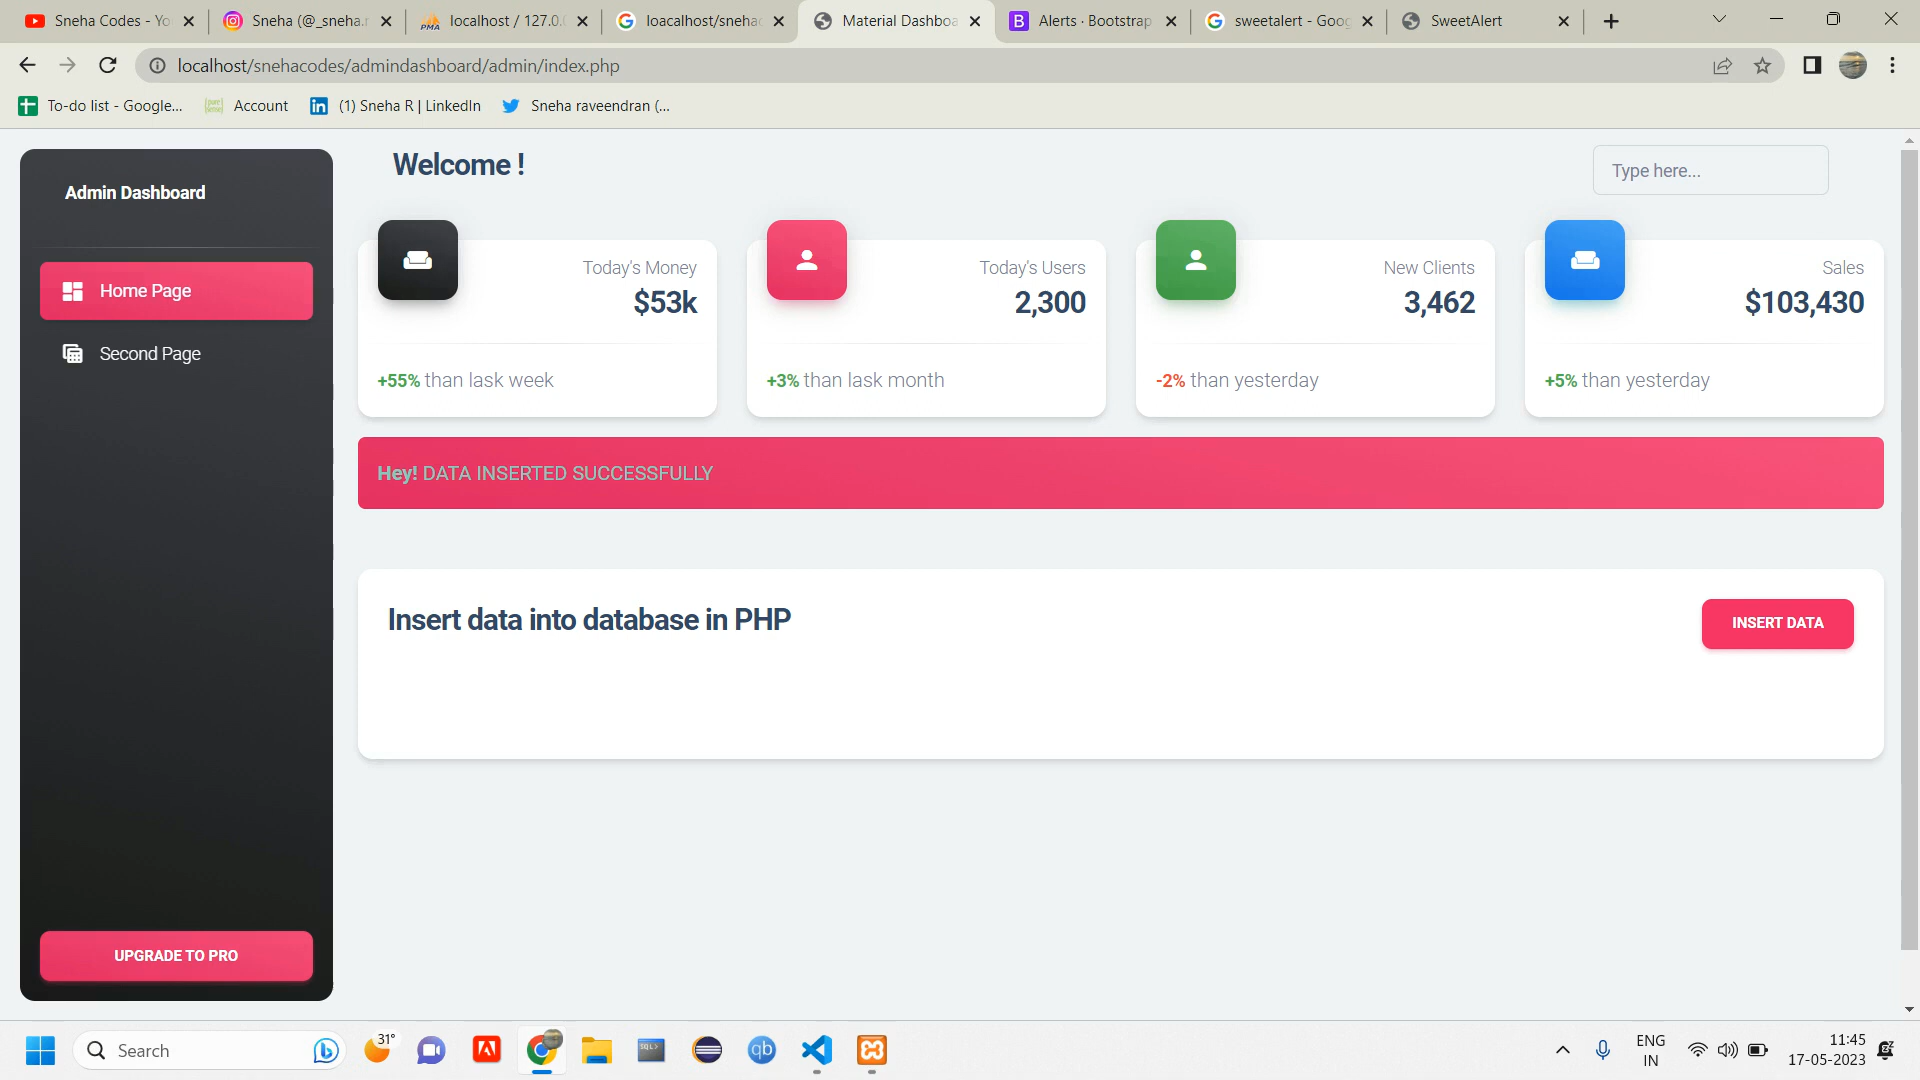 Sneha Codes - Yo
Sneha (@_sneha.r
localhost / 127.0.0
loacalhost/sneha
Material Dashboa
Alerts · Bootstrap
sweetalert - Goog
SweetAlert
localhost/snehacodes/admindashboard/admin/index.php
To-do list - Google...
Account
(1) Sneha R | LinkedIn
Sneha raveendran (...
Admin Dashboard
Home Page
Second Page
UPGRADE TO PRO
Welcome !
Type here...
Today's Money
$53k
+55% than lask week
Today's Users
2,300
+3% than lask month
New Clients
3,462
-2% than yesterday
Sales
$103,430
+5% than yesterday
Hey! DATA INSERTED SUCCESSFULLY
Insert data into database in PHP
INSERT DATA
Search
31°
ENG
IN
11:45
17-05-2023